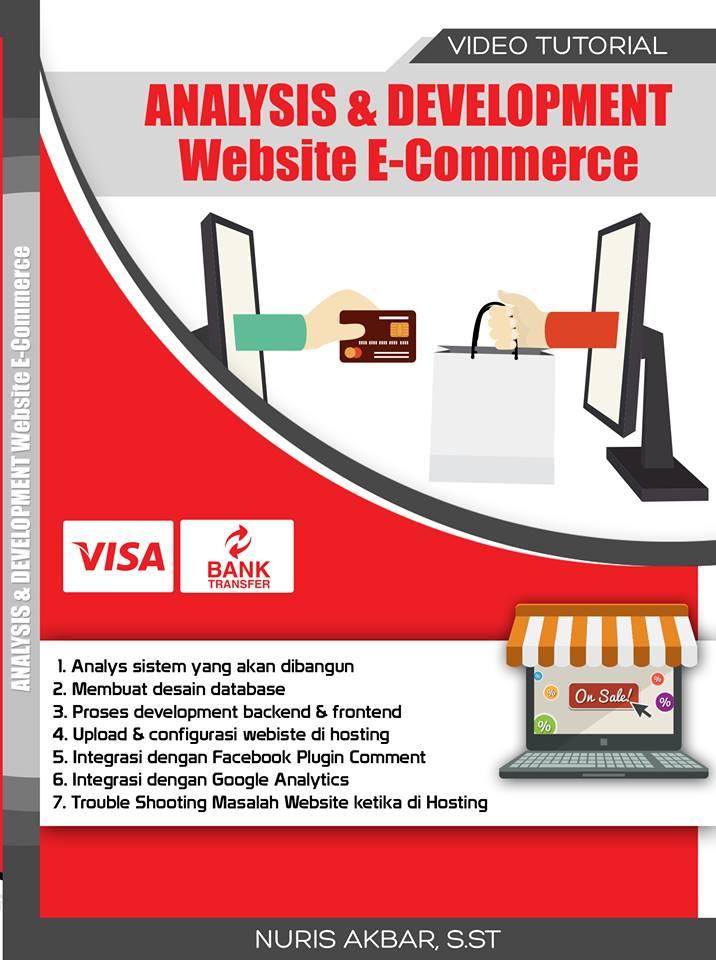 VIDEO TUTORIAL
ANALYSIS & DEVELOPMENT
Website E-Commerce
ANALYSIS & DEVELOPMENT Website E-Commerce
VISA
BANK
TRANSFER
1. Analys sistem yang akan dibangun
2. Membuat desain database
3. Proses development backend & frontend
4. Upload & configurasi webiste di hosting
5. Integrasi dengan Facebook Plugin Comment
6. Integrasi dengan Google Analytics
7. Trouble Shooting Masalah Website ketika di Hosting
On Sale!
%
%
%
%
%
NURIS AKBAR, S.ST